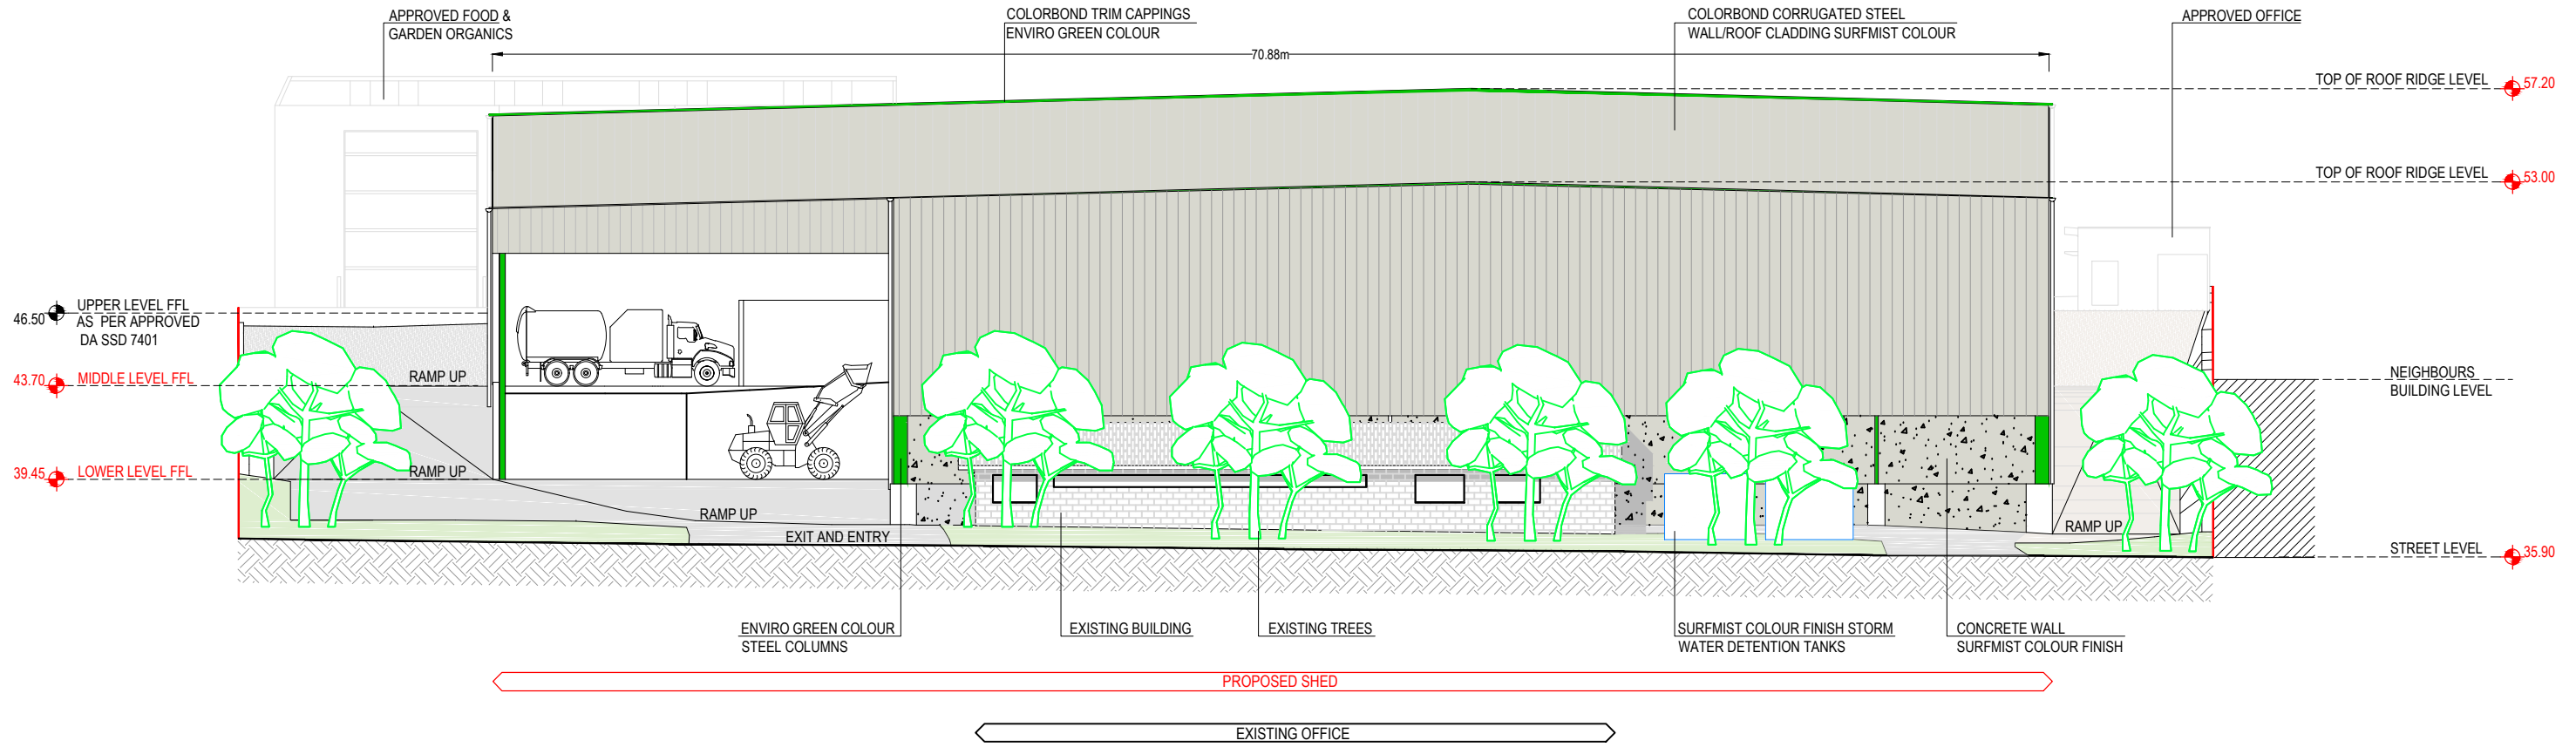 APPROVED FOOD &
GARDEN ORGANICS
COLORBOND TRIM CAPPINGS
ENVIRO GREEN COLOUR
COLORBOND CORRUGATED STEEL
WALL/ROOF CLADDING SURFMIST COLOUR
APPROVED OFFICE
70.88m
TOP OF ROOF RIDGE LEVEL 57.20
TOP OF ROOF RIDGE LEVEL 53.00
46.50 UPPER LEVEL FFL
AS PER APPROVED
DA SSD 7401
43.70 MIDDLE LEVEL FFL
RAMP UP
NEIGHBOURS
BUILDING LEVEL
39.45 LOWER LEVEL FFL
RAMP UP
RAMP UP
EXIT AND ENTRY
RAMP UP
STREET LEVEL 35.90
ENVIRO GREEN COLOUR
STEEL COLUMNS
EXISTING BUILDING
EXISTING TREES
SURFMIST COLOUR FINISH STORM
WATER DETENTION TANKS
CONCRETE WALL
SURFMIST COLOUR FINISH
PROPOSED SHED
EXISTING OFFICE